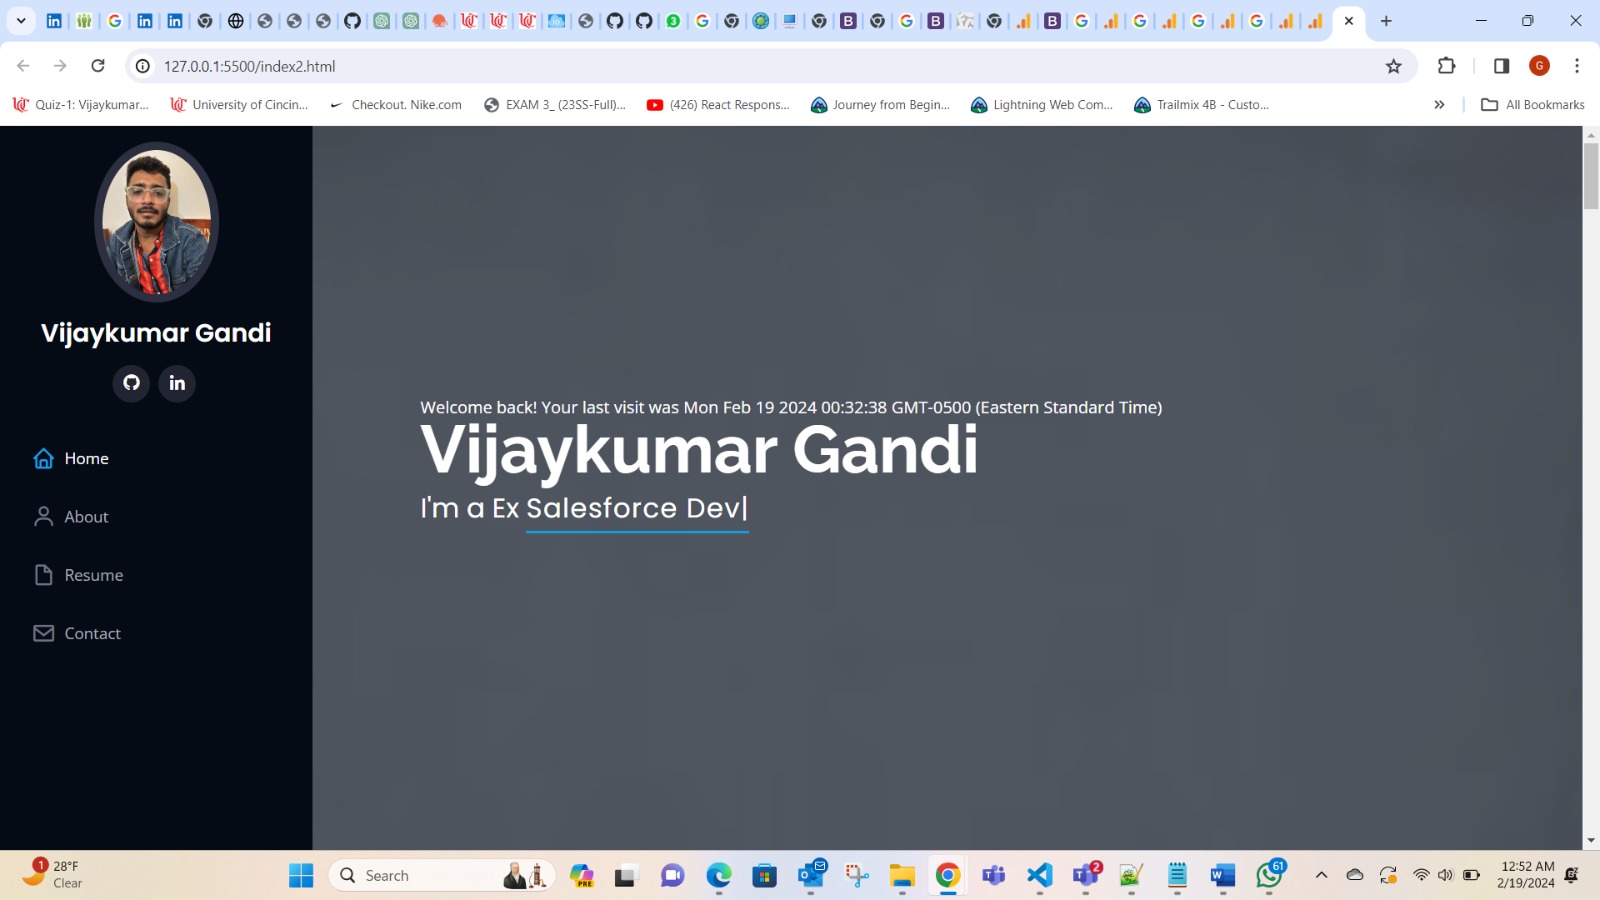 127.0.0.1:5500/index2.html
G
Quiz-1: Vijaykumar...
University of Cincin...
Checkout. Nike.com
EXAM 3_ (23SS-Full)...
(426) React Respons...
Journey from Begin...
Lightning Web Com...
Trailmix 4B - Custo...
All Bookmarks
Vijaykumar Gandi
Home
About
Resume
Contact
Welcome back! Your last visit was Mon Feb 19 2024 00:32:38 GMT-0500 (Eastern Standard Time)
Vijaykumar Gandi
I'm a Ex Salesforce Dev|
1
28°F
Clear
Search
PRE
2
61
12:52 AM
2/19/2024